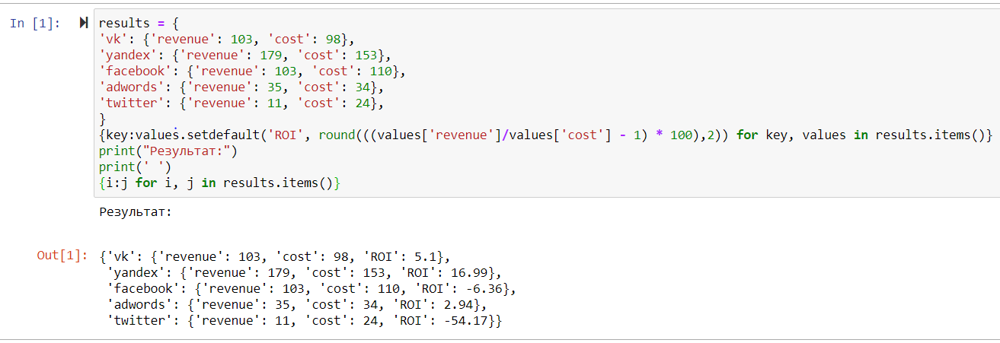 In [1]:
results = {
'vk': {'revenue': 103, 'cost': 98},
'yandex': {'revenue': 179, 'cost': 153},
'facebook': {'revenue': 103, 'cost': 110},
'adwords': {'revenue': 35, 'cost': 34},
'twitter': {'revenue': 11, 'cost': 24},
}
{key:values.setdefault('ROI', round(((values['revenue']/values['cost'] - 1) * 100),2)) for key, values in results.items()}
print("Результат:")
print(' ')
{i:j for i, j in results.items()}
Результат:
Out[1]:
{'vk': {'revenue': 103, 'cost': 98, 'ROI': 5.1},
'yandex': {'revenue': 179, 'cost': 153, 'ROI': 16.99},
'facebook': {'revenue': 103, 'cost': 110, 'ROI': -6.36},
'adwords': {'revenue': 35, 'cost': 34, 'ROI': 2.94},
'twitter': {'revenue': 11, 'cost': 24, 'ROI': -54.17}}